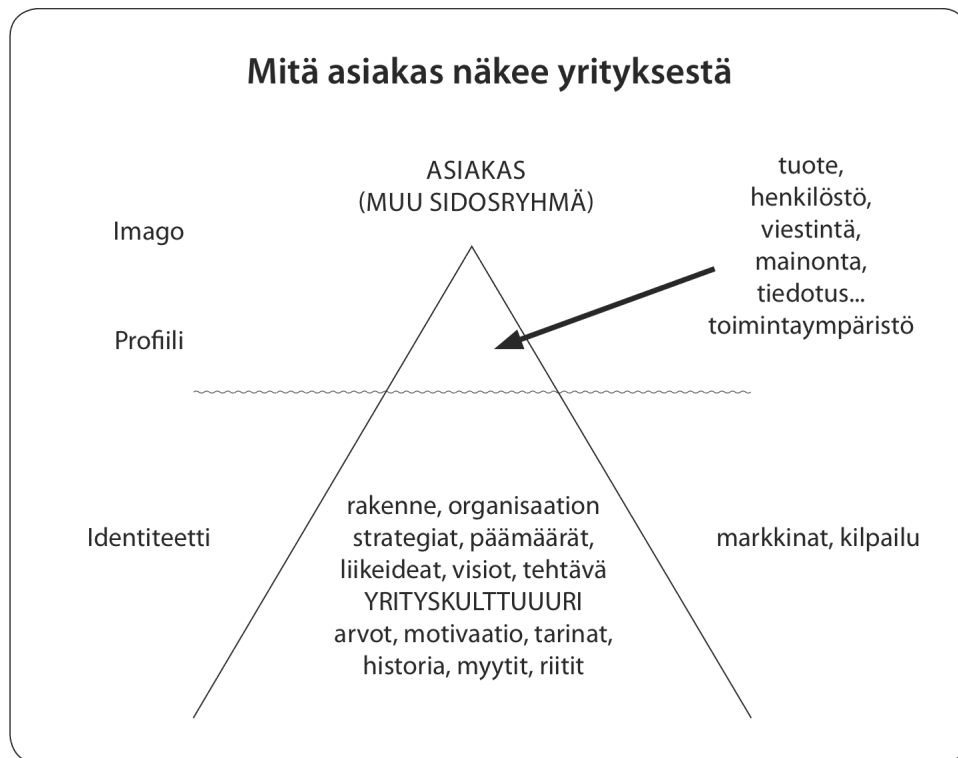 Mitä asiakas näkee yrityksestä
ASIAKAS
(MUU SIDOSRYHMÄ)
tuote,
henkilöstö,
viestintä,
mainonta,
tiedotus...
toimintaympäristö
Imago
Profiili
Identiteetti
rakenne, organisaation
strategiat, päämäärät,
liikeideat, visiot, tehtävä
YRITYSKULTTUUURI
arvot, motivaatio, tarinat,
historia, myytit, riitit
markkinat, kilpailu